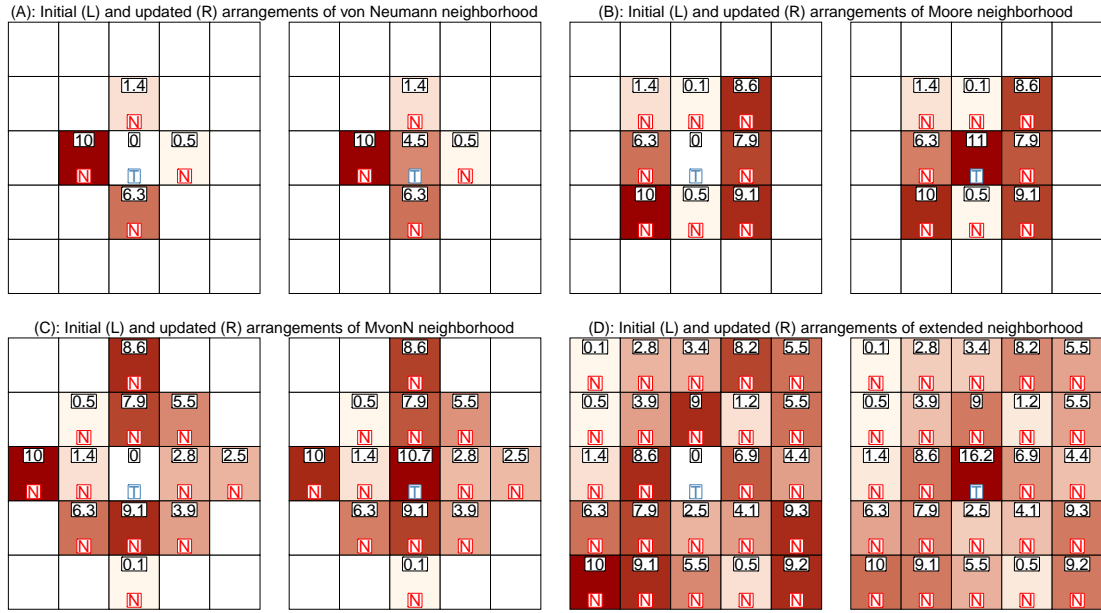 (A): Initial (L) and updated (R) arrangements of von Neumann neighborhood
1.4 1.4
N N
10 0 0.5 10 4.5 0.5
N T N N T N
6.3 6.3
N N
(B): Initial (L) and updated (R) arrangements of Moore neighborhood
1.4 0.1 8.6 1.4 0.1 8.6
N N N N N N
6.3 0 7.9 6.3 11 7.9
N T N N T N
10 0.5 9.1 10 0.5 9.1
N N N N N N
(C): Initial (L) and updated (R) arrangements of MvonN neighborhood
8.6 8.6
N N
0.5 7.9 5.5 0.5 7.9 5.5
N N N N N N
10 1.4 0 2.8 2.5 10 1.4 10.7 2.8 2.5
N N T N N N N T N N
6.3 9.1 3.9 6.3 9.1 3.9
N N N N N N
0.1 0.1
N N
(D): Initial (L) and updated (R) arrangements of extended neighborhood
0.1 2.8 3.4 8.2 5.5 0.1 2.8 3.4 8.2 5.5
N N N N N N N N N N
0.5 3.9 9 1.2 5.5 0.5 3.9 9 1.2 5.5
N N N N N N N N N N
1.4 8.6 0 6.9 4.4 1.4 8.6 16.2 6.9 4.4
N N T N N N N T N N
6.3 7.9 2.5 4.1 9.3 6.3 7.9 2.5 4.1 9.3
N N N N N N N N N N
10 9.1 5.5 0.5 9.2 10 9.1 5.5 0.5 9.2
N N N N N N N N N N